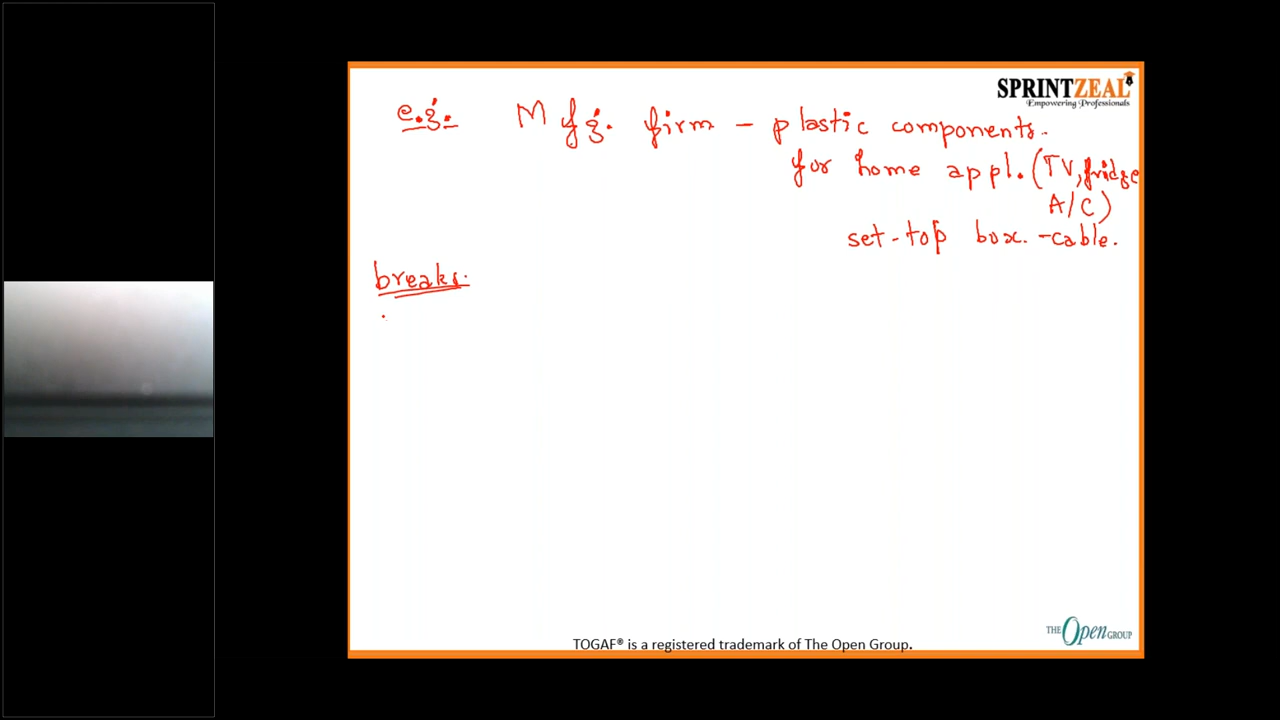 SPRINTZEAL
Empowering Professionals
e.g. Mfg. firm - plastic components.
for home appl. (TV, fridge
A/C)
set-top box. -cable.
breaks.
THE Open GROUP
TOGAF® is a registered trademark of The Open Group.